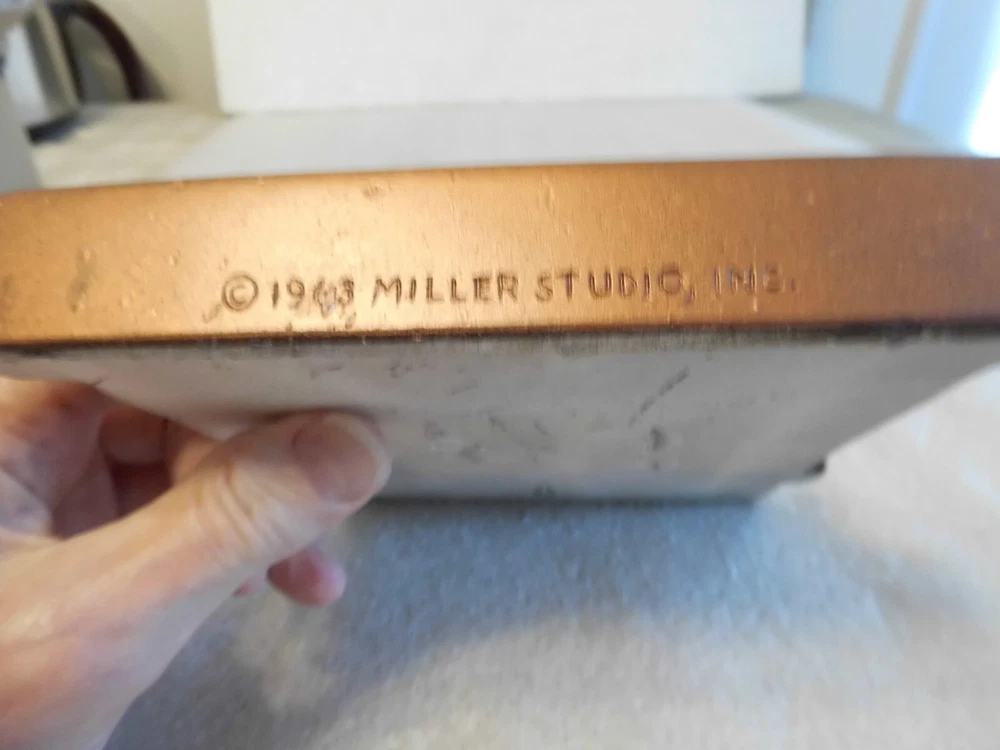 © 1963 MILLER STUDIO, INC.